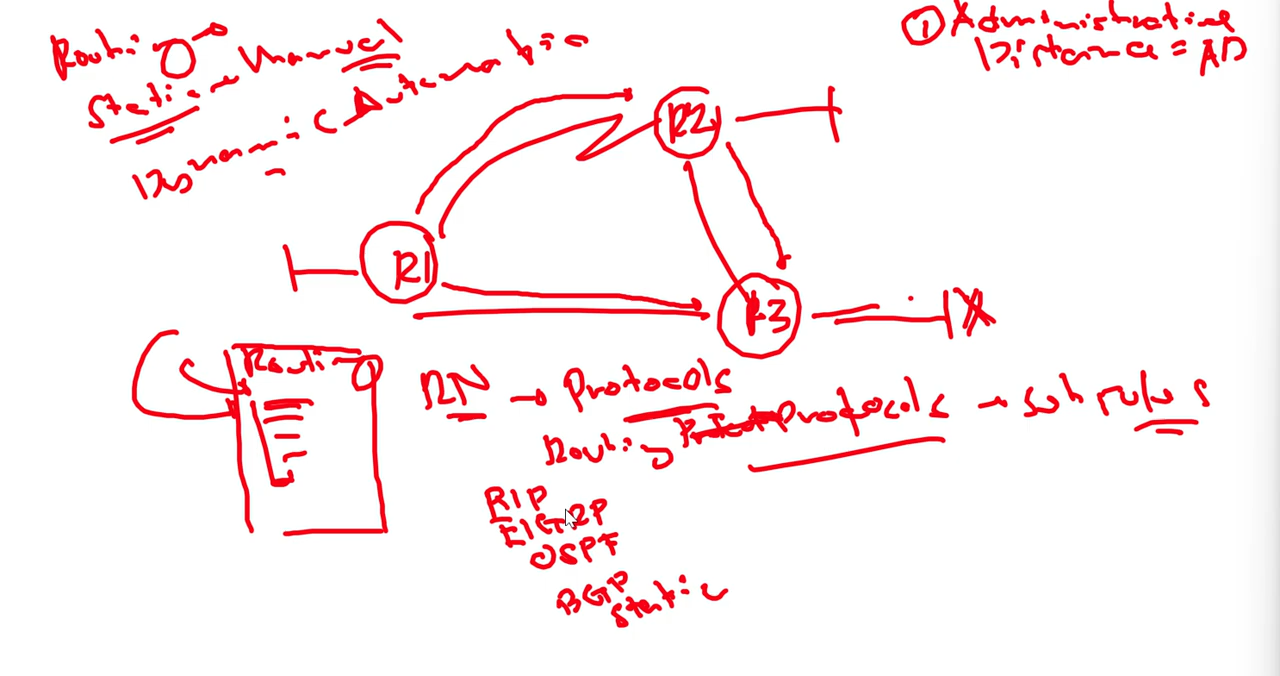 Routing
Static → Manual
Dynamic Automatic
① Administrative
Distance = AD
R2
R1
R3
Routing
RN → Protocols
Routing Protocols → sub rules
RIP
EIGRP
OSPF
BGP
static